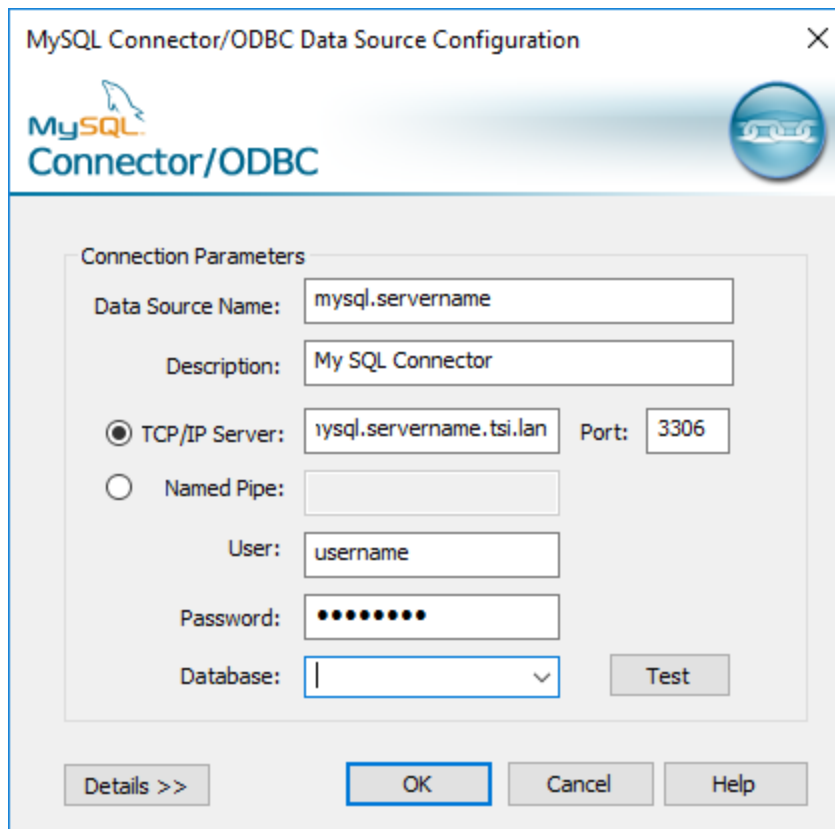 MySQL Connector/ODBC Data Source Configuration
MySQL
Connector/ODBC
Connection Parameters
Data Source Name: mysql.servername
Description: My SQL Connector
TCP/IP Server: mysql.servername.tsi.lan Port: 3306
Named Pipe:
User: username
Password: ••••••••
Database: Test
Details >> OK Cancel Help